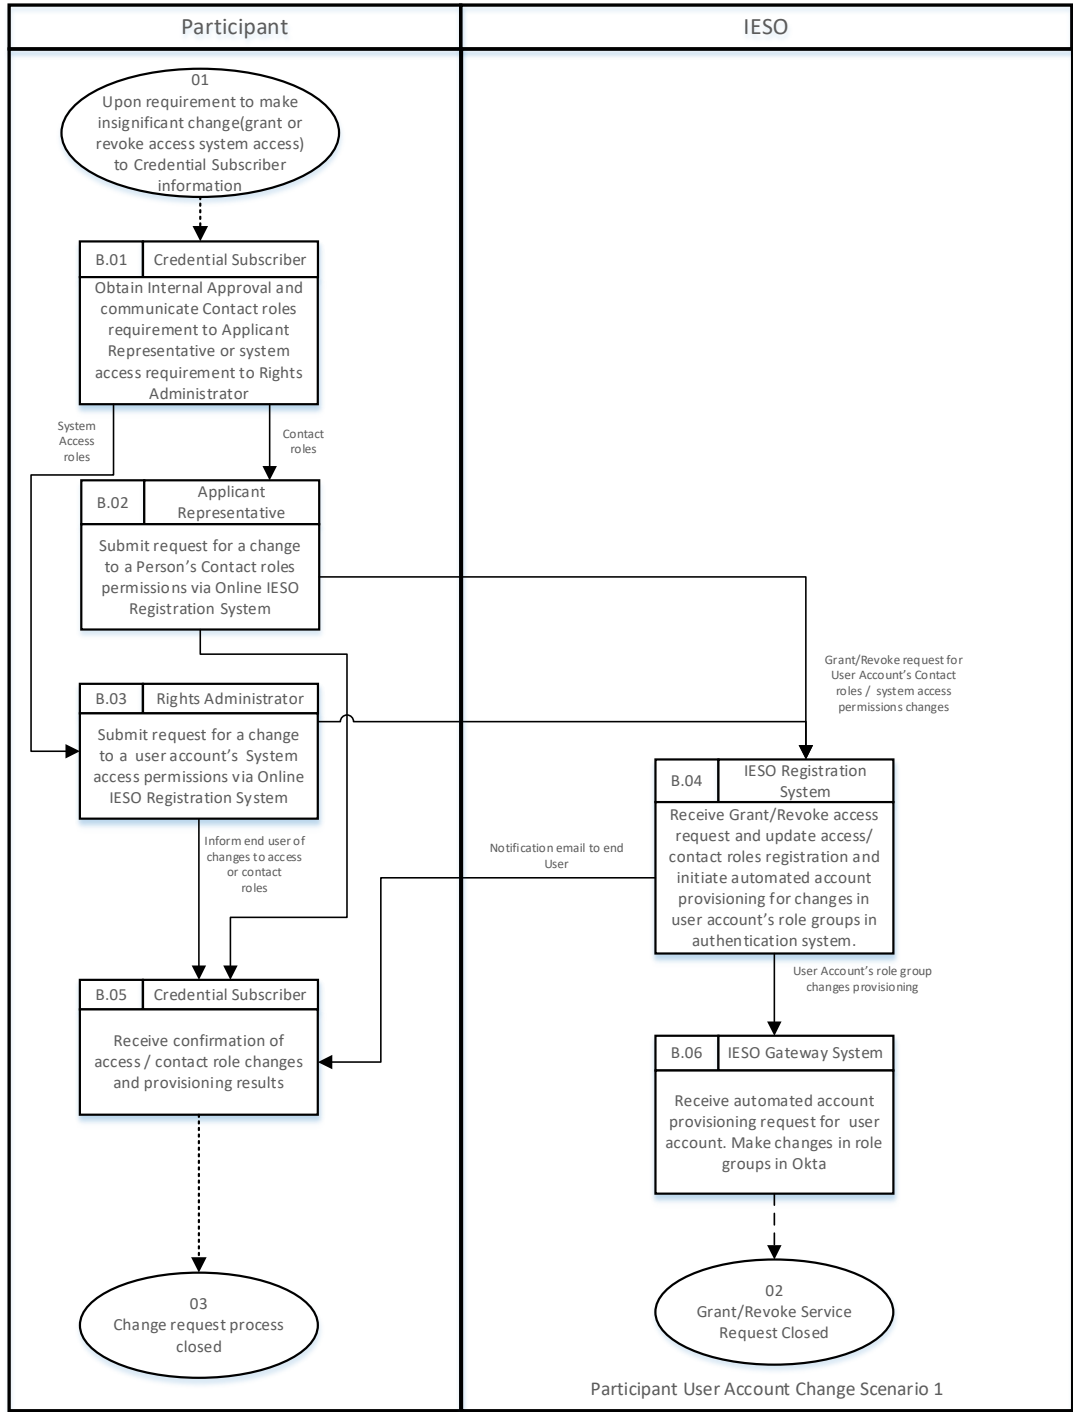 Participant
IESO
01
Upon requirement to make
insignificant change(grant or
revoke access system access)
to Credential Subscriber
information
B.01
Credential Subscriber
Obtain Internal Approval and
communicate Contact roles
requirement to Applicant
Representative or system
access requirement to Rights
Administrator
System
Access
roles
Contact
roles
B.02
Applicant
Representative
Submit request for a change
to a Person's Contact roles
permissions via Online IESO
Registration System
Grant/Revoke request for
User Account's Contact
roles / system access
permissions changes
B.03
Rights Administrator
Submit request for a change
to a user account's System
access permissions via Online
IESO Registration System
B.04
IESO Registration
System
Receive Grant/Revoke access
request and update access/
contact roles registration and
initiate automated account
provisioning for changes in
user account's role groups in
authentication system.
Inform end user of
changes to access
or contact
roles
Notification email to end
User
User Account's role group
changes provisioning
B.05
Credential Subscriber
Receive confirmation of
access / contact role changes
and provisioning results
B.06
IESO Gateway System
Receive automated account
provisioning request for user
account. Make changes in role
groups in Okta
03
Change request process
closed
02
Grant/Revoke Service
Request Closed
Participant User Account Change Scenario 1